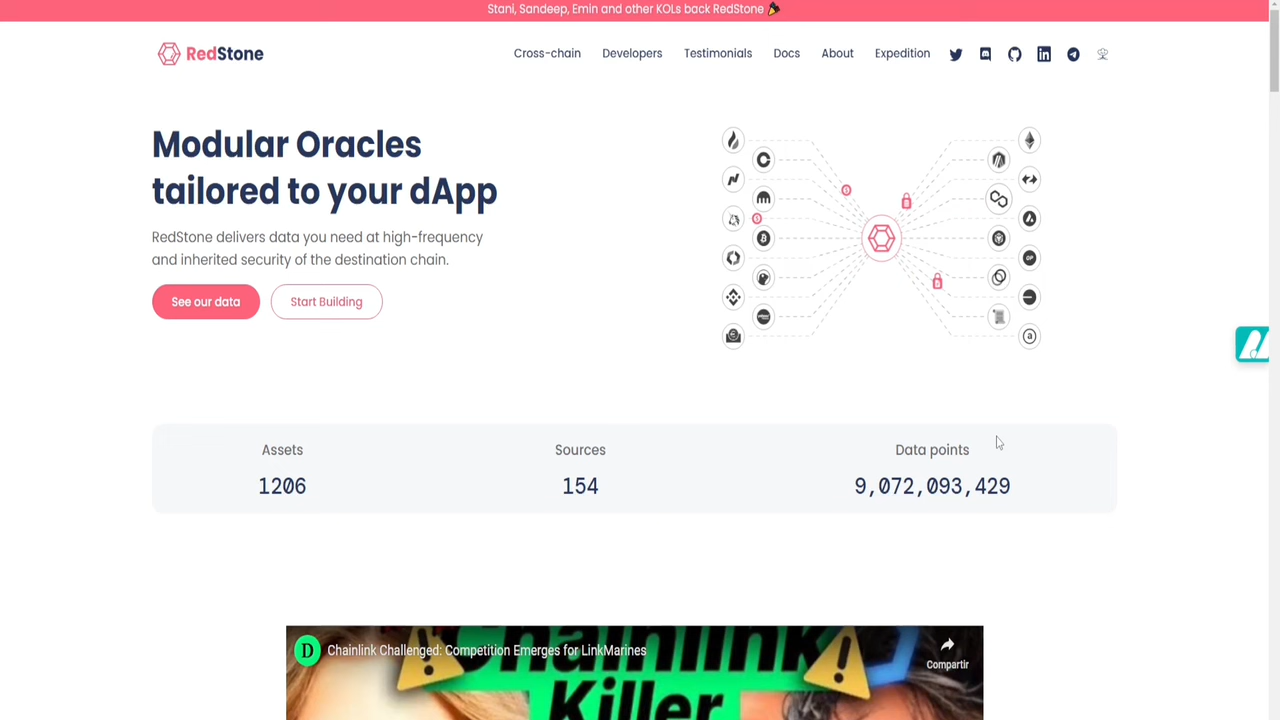 Stani, Sandeep, Emin and other KOLs back RedStone
RedStone
Cross-chain
Developers
Testimonials
Docs
About
Expedition
Modular Oracles
tailored to your dApp
RedStone delivers data you need at high-frequency
and inherited security of the destination chain.
See our data
Start Building
OP
a
Assets
1206
Sources
154
Data points
9,072,093,429
D
Chainlink Challenged: Competition Emerges for LinkMarines
Compartir
Chainlink
Killer